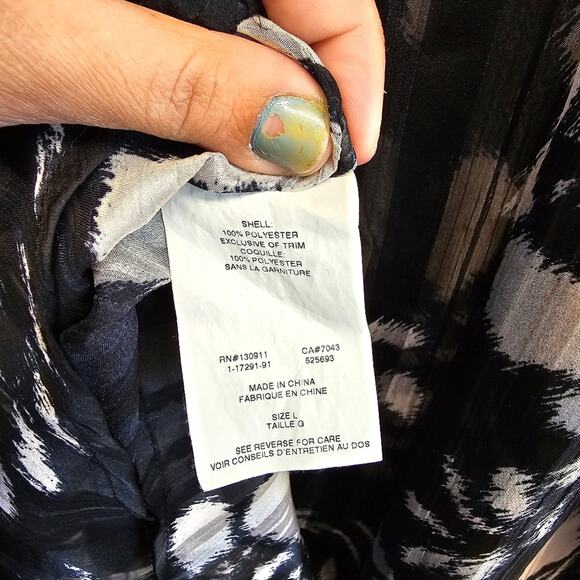 SHELL:
100% POLYESTER
EXCLUSIVE OF TRIM
COQUILLE:
100% POLYESTER
SANS LA GARNITURE
RN#130911 CA#7043
1-17291-91 525693
MADE IN CHINA
FABRIQUE EN CHINE
SIZE L
TAILLE G
SEE REVERSE FOR CARE
VOIR CONSEILS D'ENTRETIEN AU DOS